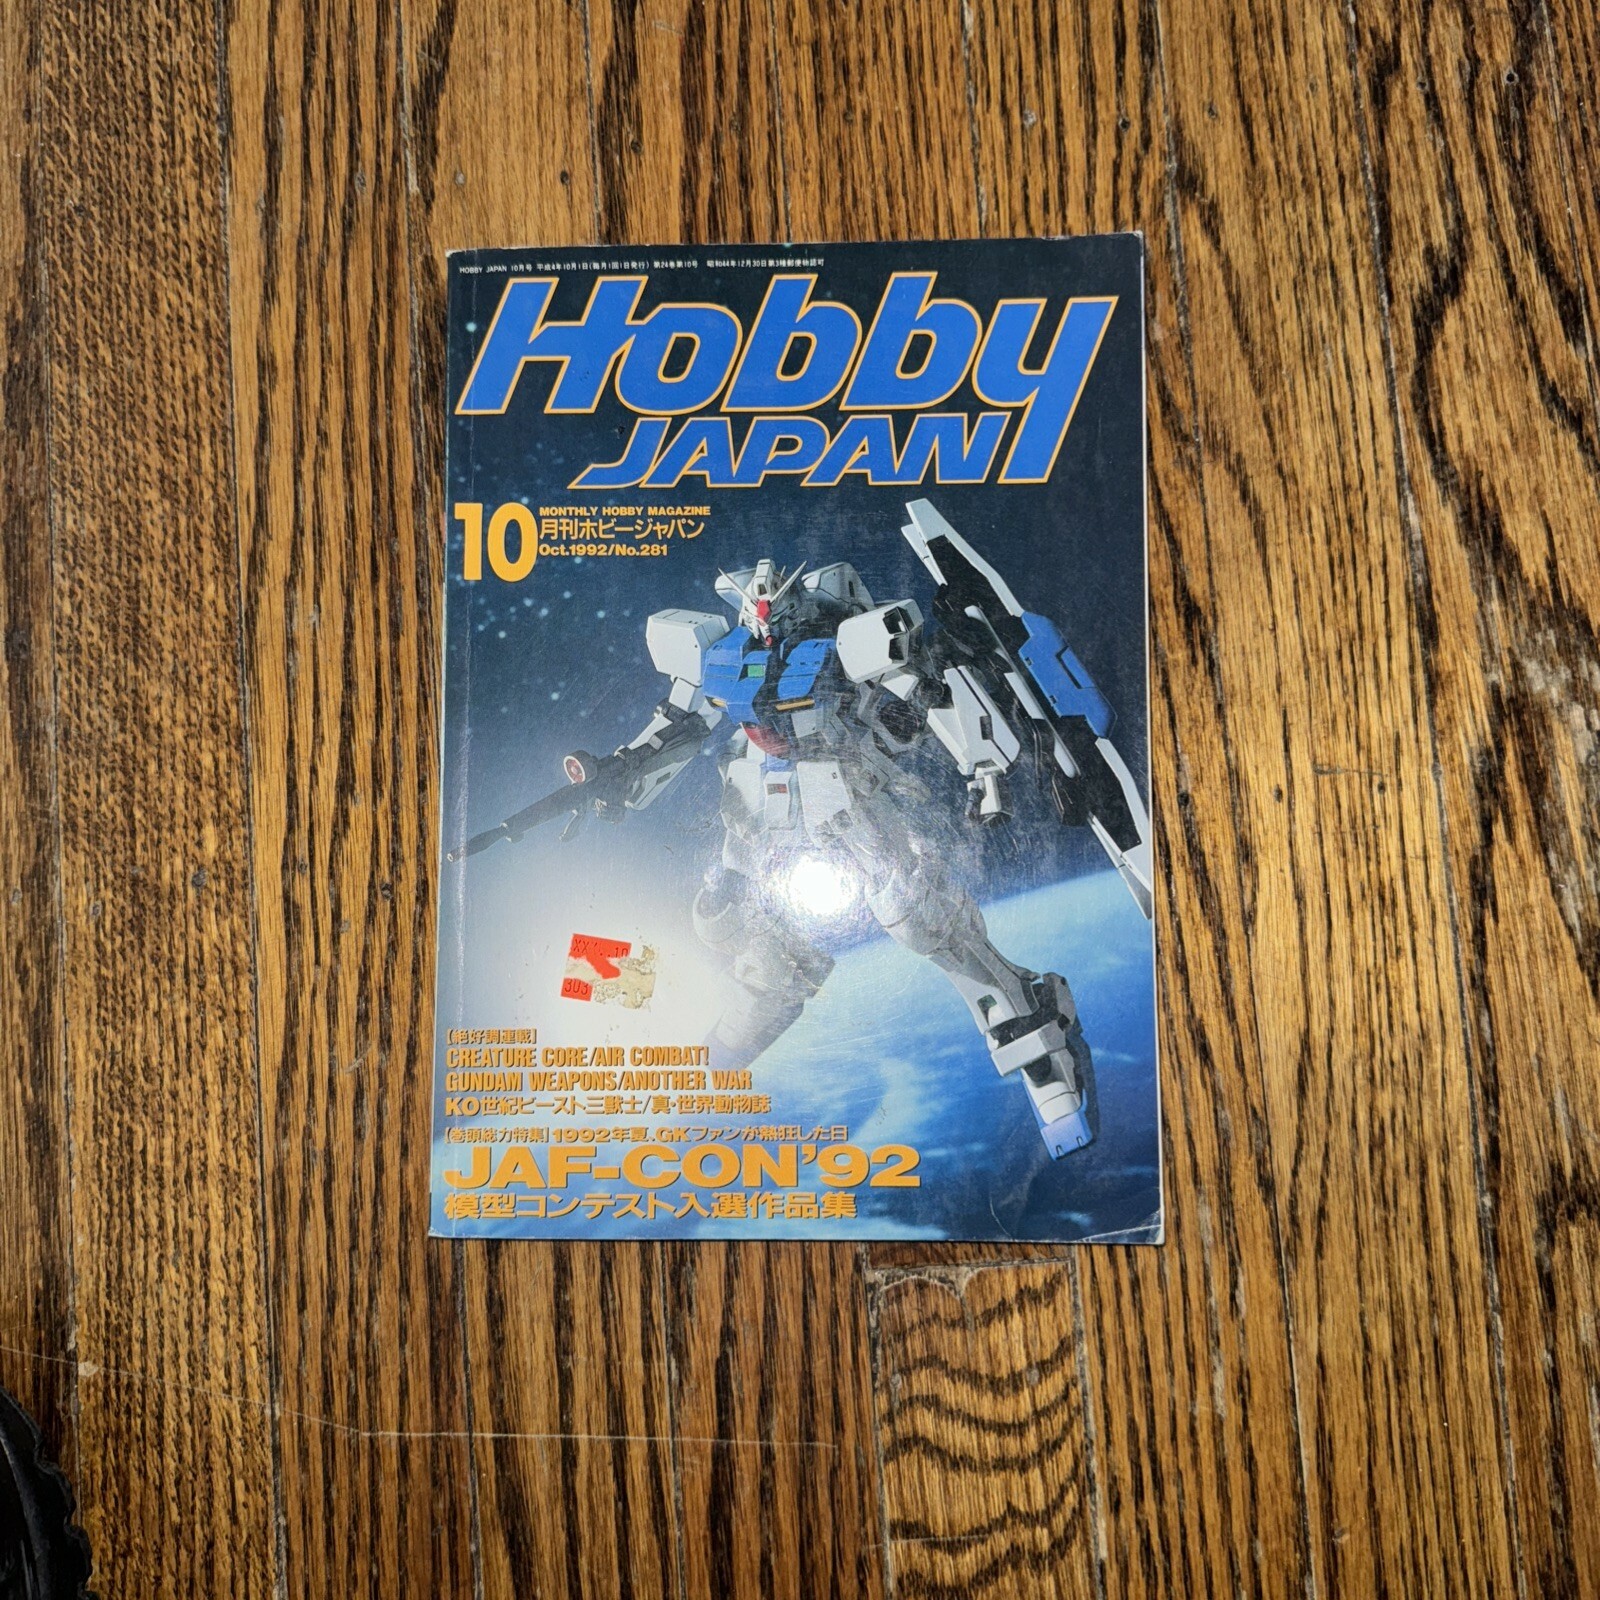 HOBBY JAPAN 10月号 平成4年10月1日(毎月1回1日発行) 第24巻第10号 昭和44年12月30日第3種郵便物認可
Hobby
JAPAN
10
MONTHLY HOBBY MAGAZINE
月刊ホビージャパン
Oct.1992/No.281
303
【絶好調連載】
CREATURE CORE/AIR COMBAT!
GUNDAM WEAPONS/ANOTHER WAR
KO世紀ビースト三獣士/真・世界動物誌
【巻頭総力特集】1992年夏、GKファンが熱狂した日
JAF-CON'92
模型コンテスト入選作品集